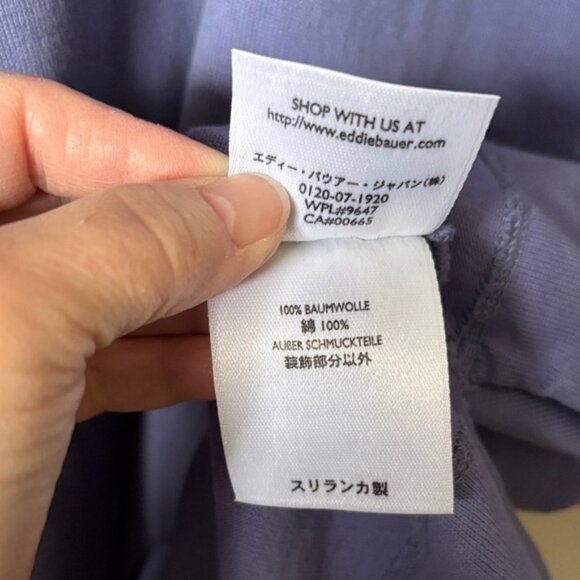 SHOP WITH US AT
http://www.eddiebauer.com
エディー・バウアー・ジャパン(株)
0120-07-1920
WPL#9647
CA#00665
100% BAUMWOLLE
綿 100%
AUßER SCHMUCKTEILE
装飾部分以外
スリランカ製